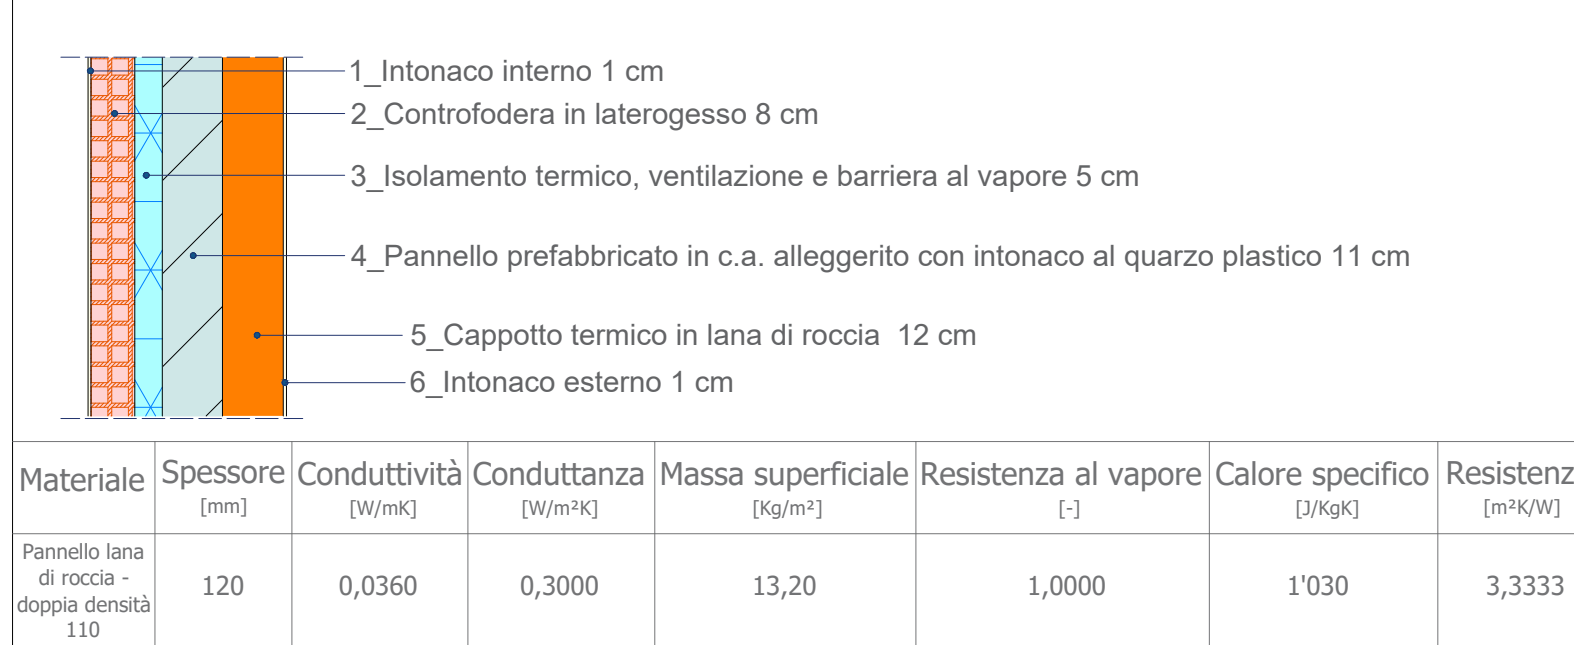 1_Intonaco interno 1 cm
2_Controfodera in laterogesso 8 cm
3_Isolamento termico, ventilazione e barriera al vapore 5 cm
4_Pannello prefabbricato in c.a. alleggerito con intonaco al quarzo plastico 11 cm
5_Cappotto termico in lana di roccia 12 cm
6_Intonaco esterno 1 cm
Materiale Spessore Conduttività Conduttanza Massa superficiale Resistenza al vapore Calore specifico Resistenz
[mm] [W/mK] [W/m²K] [Kg/m²] [-] [J/KgK] [m²K/W]
Pannello lana
di roccia -
doppia densità
110
120 0,0360 0,3000 13,20 1,0000 1'030 3,3333